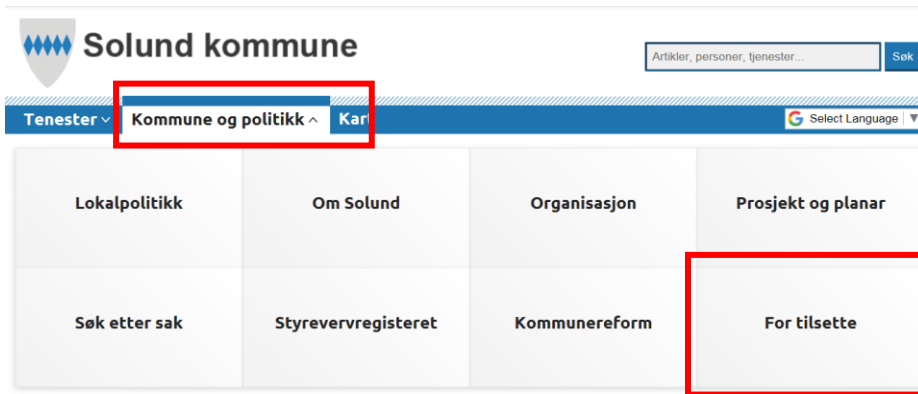 Solund kommune
Artikler, personer, tjenester... Søk
Tenester Kommune og politikk Kart Select Language
Lokalpolitikk Om Solund Organisasjon Prosjekt og planar
Søk etter sak Styrevervregisteret Kommunereform For tilsette